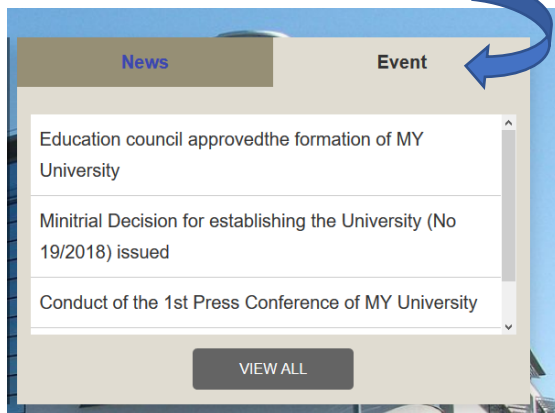 News Event
Education council approvedthe formation of MY
University
Minitrial Decision for establishing the University (No
19/2018) issued
Conduct of the 1st Press Conference of MY University
VIEW ALL